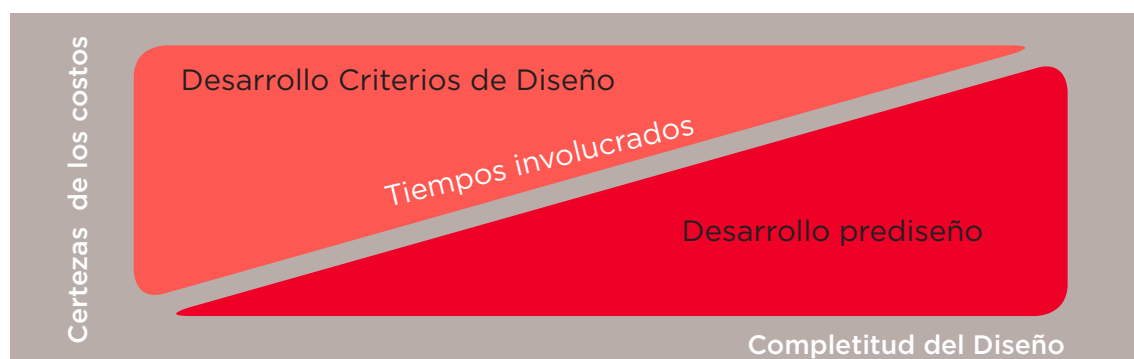 Certezas de los costos
Desarrollo Criterios de Diseño
Tiempos involucrados
Desarrollo prediseño
Completitud del Diseño